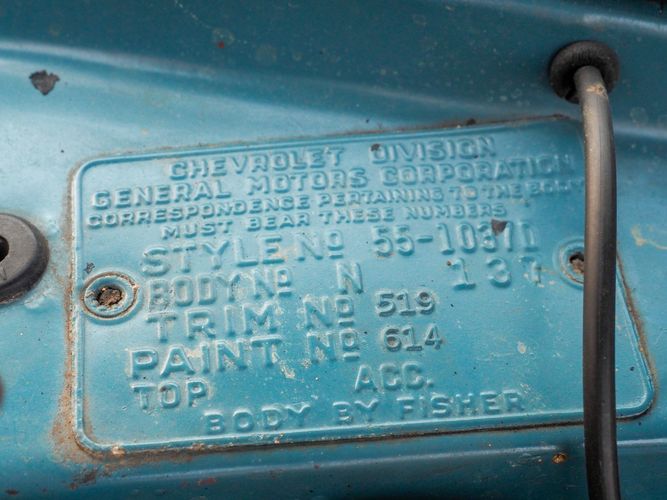 CHEVROLET DIVISION
GENERAL MOTORS CORPORATION
CORRESPONDENCE PERTAINING TO THE BODY
MUST BEAR THESE NUMBERS
STYLE NO 55-1037D
BODY NO N 137
TRIM NO 519
PAINT NO 614
TOP ACC.
BODY BY FISHER